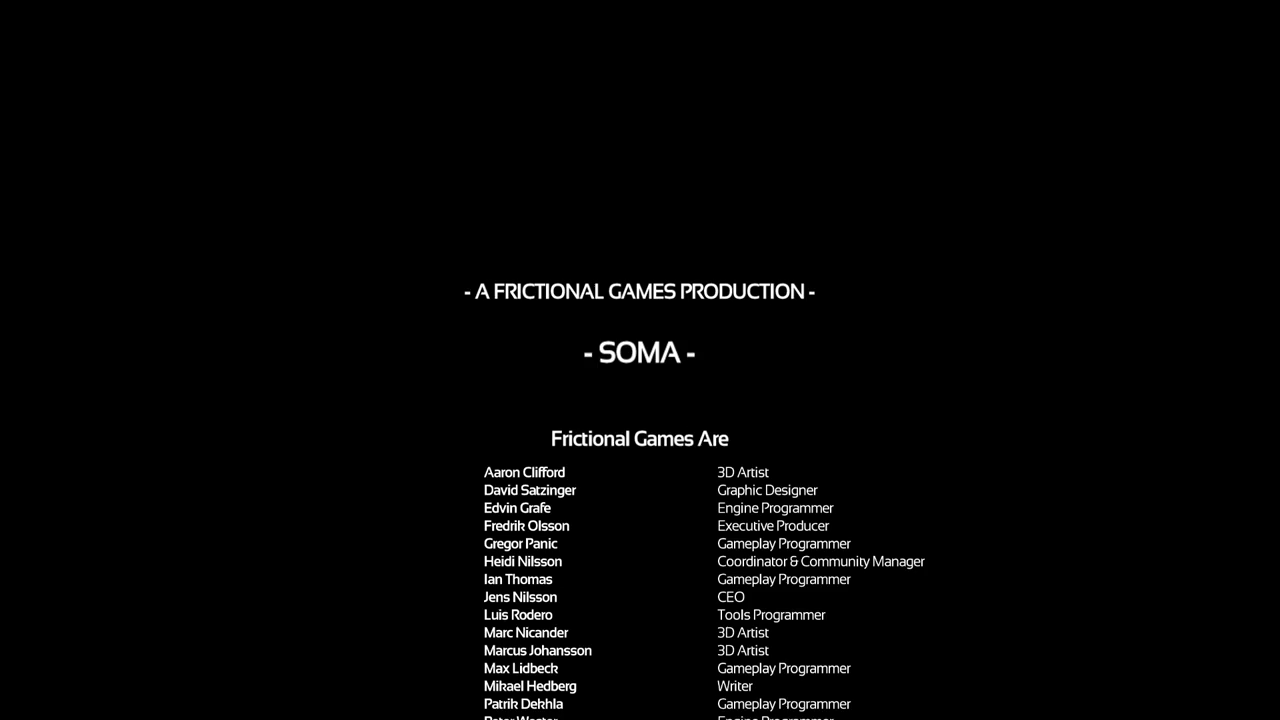 - A FRICTIONAL GAMES PRODUCTION -
- SOMA -
Frictional Games Are
Aaron Clifford 3D Artist
David Satzinger Graphic Designer
Edvin Grafe Engine Programmer
Fredrik Olsson Executive Producer
Gregor Panic Gameplay Programmer
Heidi Nilsson Coordinator & Community Manager
Ian Thomas Gameplay Programmer
Jens Nilsson CEO
Luis Rodero Tools Programmer
Marc Nicander 3D Artist
Marcus Johansson 3D Artist
Max Lidbeck Gameplay Programmer
Mikael Hedberg Writer
Patrik Dekhla Gameplay Programmer